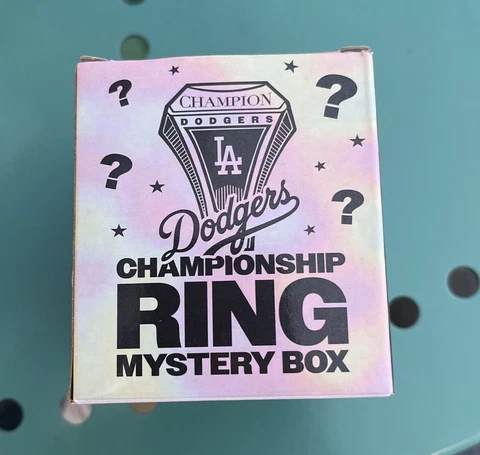 ?
?
CHAMPION
DODGERS
LA
?
?
Dodgers
CHAMPIONSHIP
RING
MYSTERY BOX